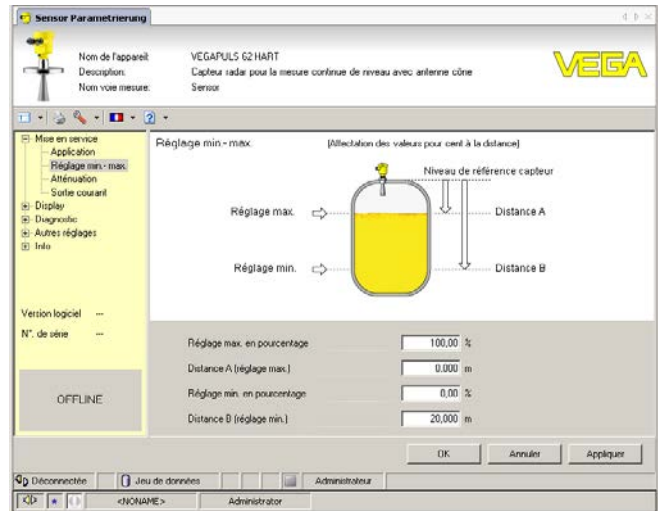 Sensor Parametrierung
Nom de l'appareil: VEGAPULS 62 HART
Description: Capteur radar pour la mesure continue de niveau avec antenne cône
Nom voie mesure: Sensor
VEGA
Mise en service
Application
Réglage min.- max.
Atténuation
Sortie courant
Display
Diagnostic
Autres réglages
Info
Version logiciel ---
N°. de série ---
OFFLINE
Réglage min.- max. (Affectation des valeurs pour cent à la distance)
Niveau de référence capteur
Réglage max. Distance A
Réglage min. Distance B
Réglage max. en pourcentage 100,00 %
Distance A (réglage max.) 0.000 m
Réglage min. en pourcentage 0,00 %
Distance B (réglage min.) 20,000 m
OK Annuler Appliquer
Déconnectée Jeu de données Administrateur
<NONAME> Administrator